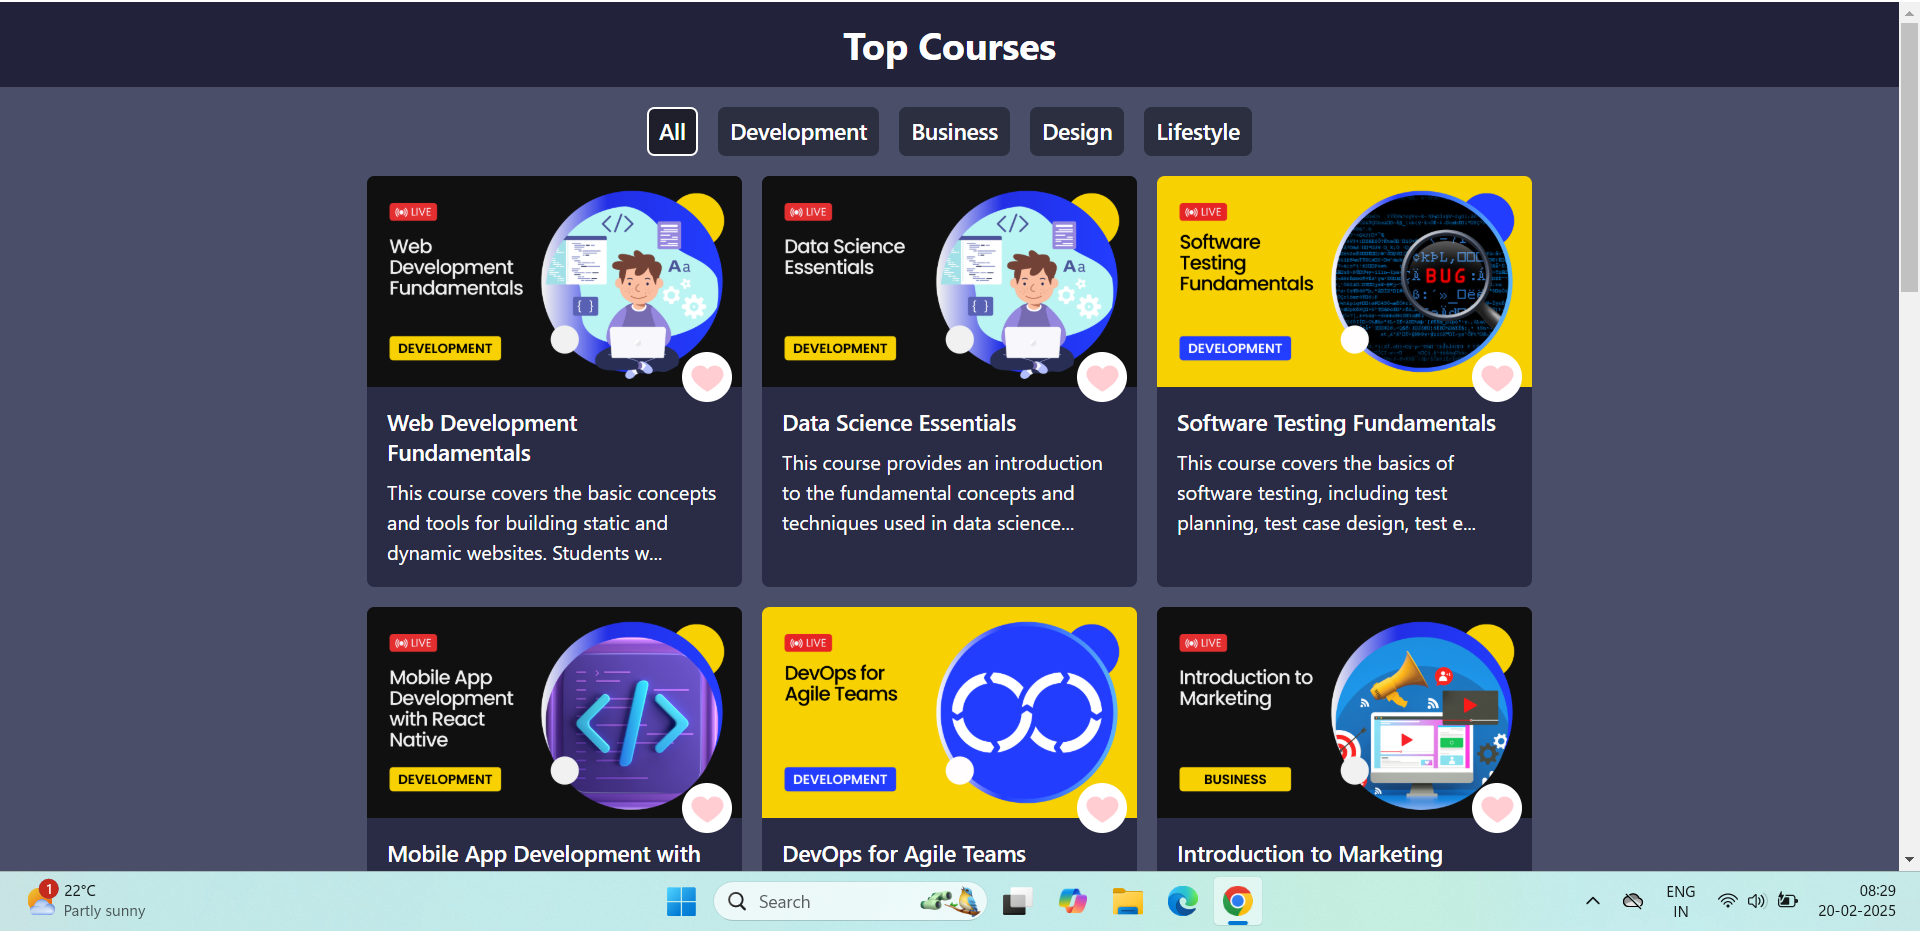 Top Courses
All
Development
Business
Design
Lifestyle
LIVE
Web
Development
Fundamentals
</>
Aa
{ }
DEVELOPMENT
Web Development
Fundamentals
This course covers the basic concepts
and tools for building static and
dynamic websites. Students w...
LIVE
Data Science
Essentials
</>
Aa
{ }
DEVELOPMENT
Data Science Essentials
This course provides an introduction
to the fundamental concepts and
techniques used in data science...
LIVE
Software
Testing
Fundamentals
BUG
DEVELOPMENT
Software Testing Fundamentals
This course covers the basics of
software testing, including test
planning, test case design, test e...
LIVE
Mobile App
Development
with React
Native
</>
DEVELOPMENT
Mobile App Development with
LIVE
DevOps for
Agile Teams
DEVELOPMENT
DevOps for Agile Teams
LIVE
Introduction to
Marketing
BUSINESS
Introduction to Marketing
1
22°C
Partly sunny
Search
ENG
IN
08:29
20-02-2025